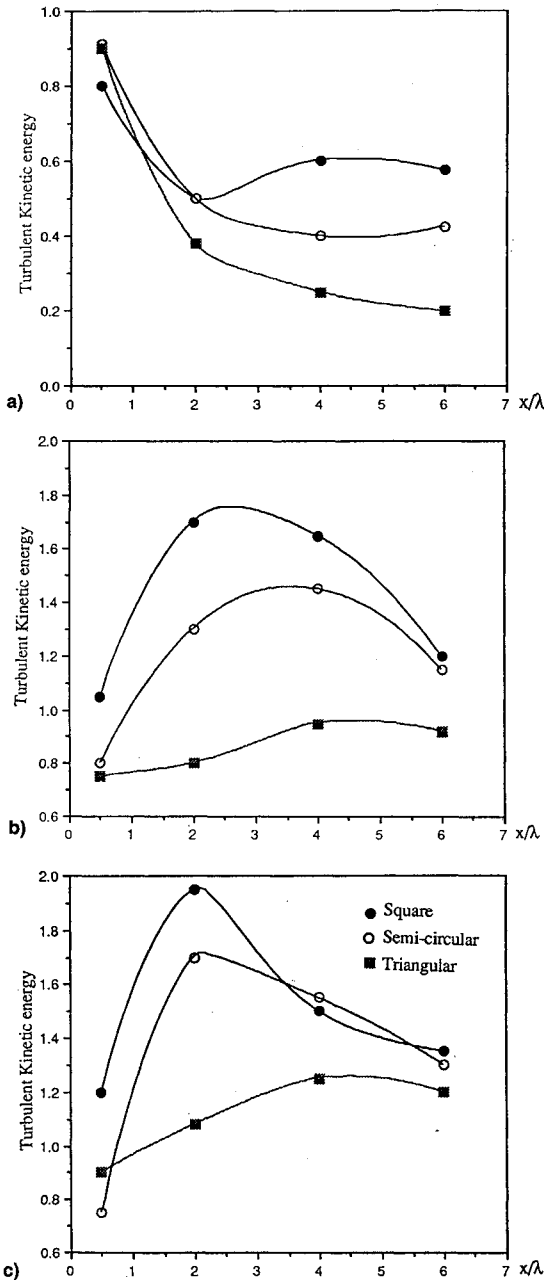 1.0
0.8
0.6
0.4
0.2
0.0
Turbulent Kinetic energy
0 1 2 3 4 5 6 7 x/λ
a)
2.0
1.8
1.6
1.4
1.2
1.0
0.8
0.6
Turbulent Kinetic energy
0 1 2 3 4 5 6 7 x/λ
b)
2.0
1.8
1.6
1.4
1.2
1.0
0.8
0.6
Turbulent Kinetic energy
Square
Semi-circular
Triangular
0 1 2 3 4 5 6 7 x/λ
c)